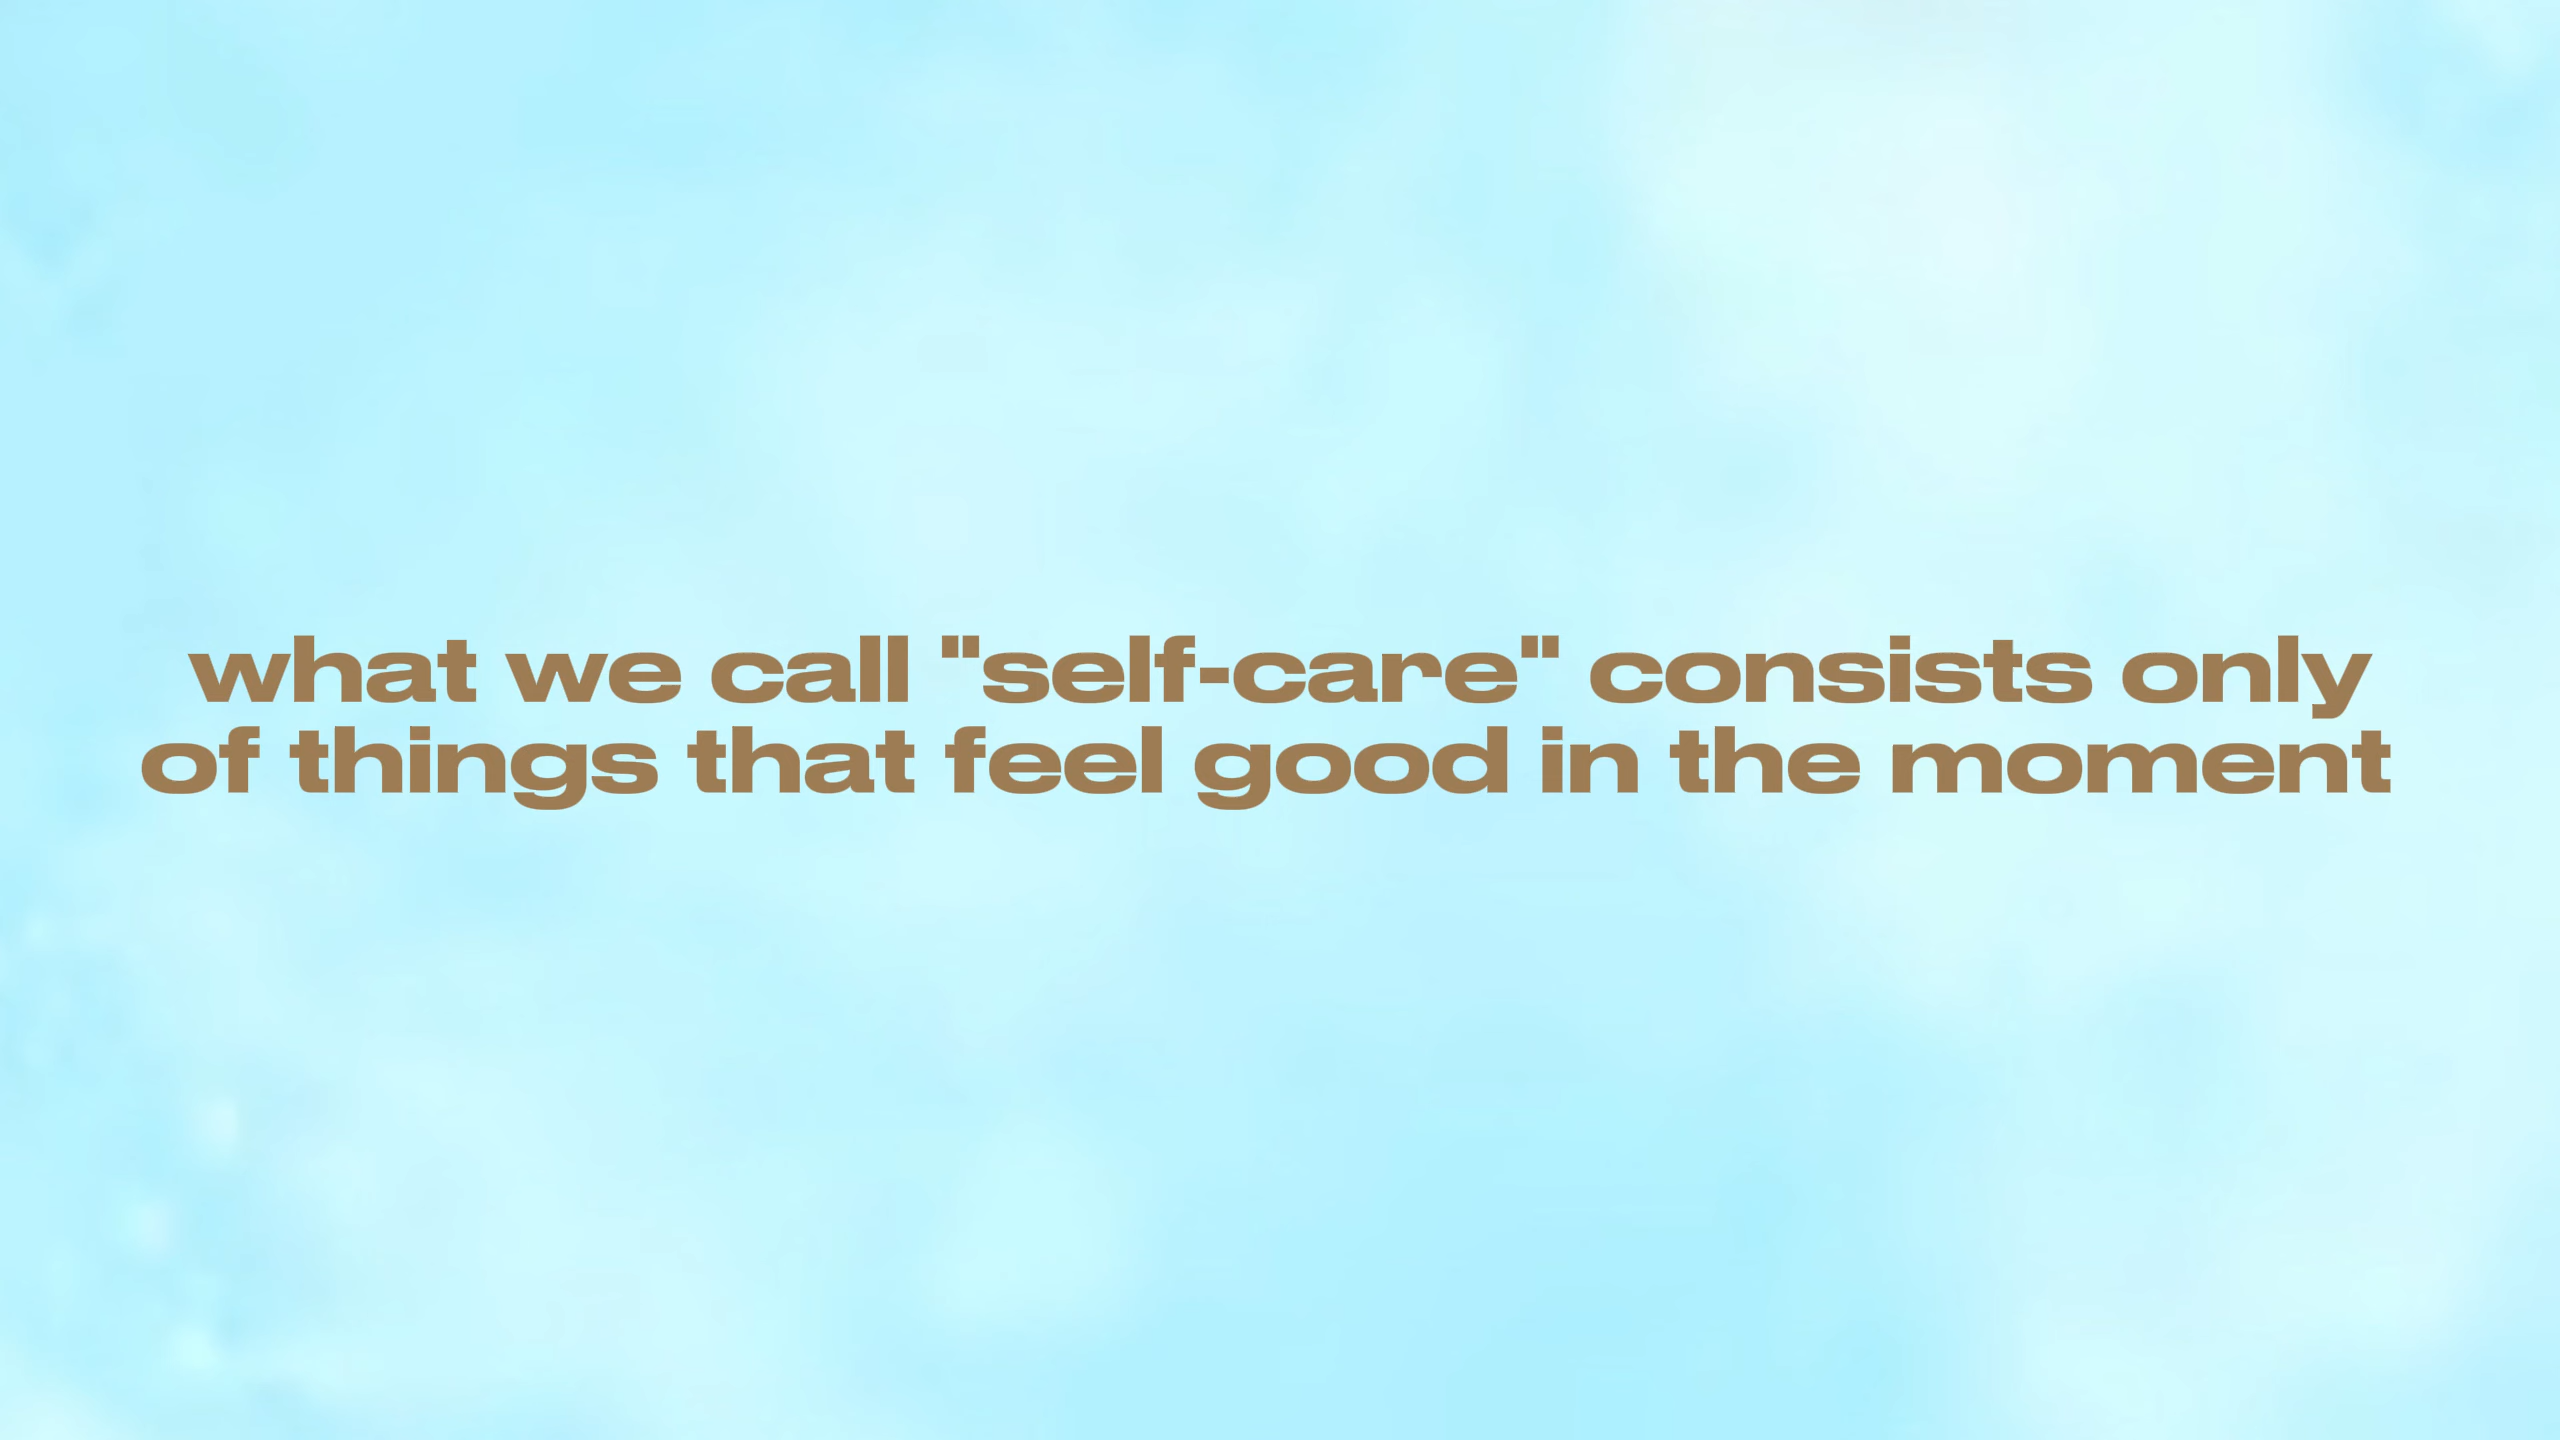 what we call "self-care" consists only
of things that feel good in the moment